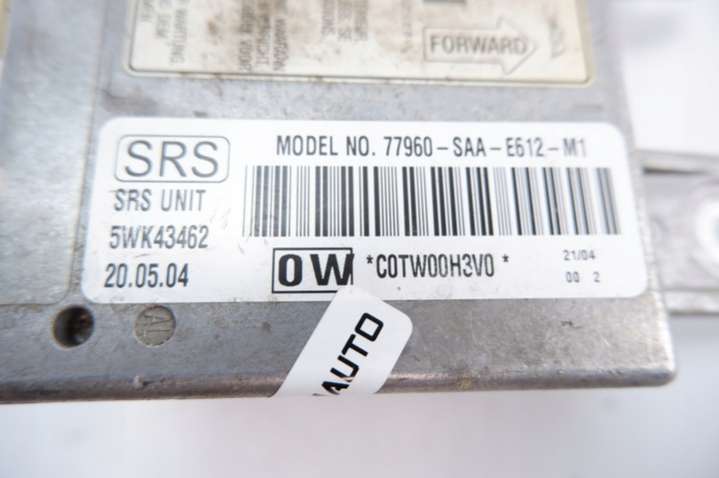 FORWARD
SRS
MODEL NO. 77960-SAA-E612-M1
SRS UNIT
5WK43462
20.05.04
0W
*C0TW00H3V0*
21/04
00 2
AUTO
AL